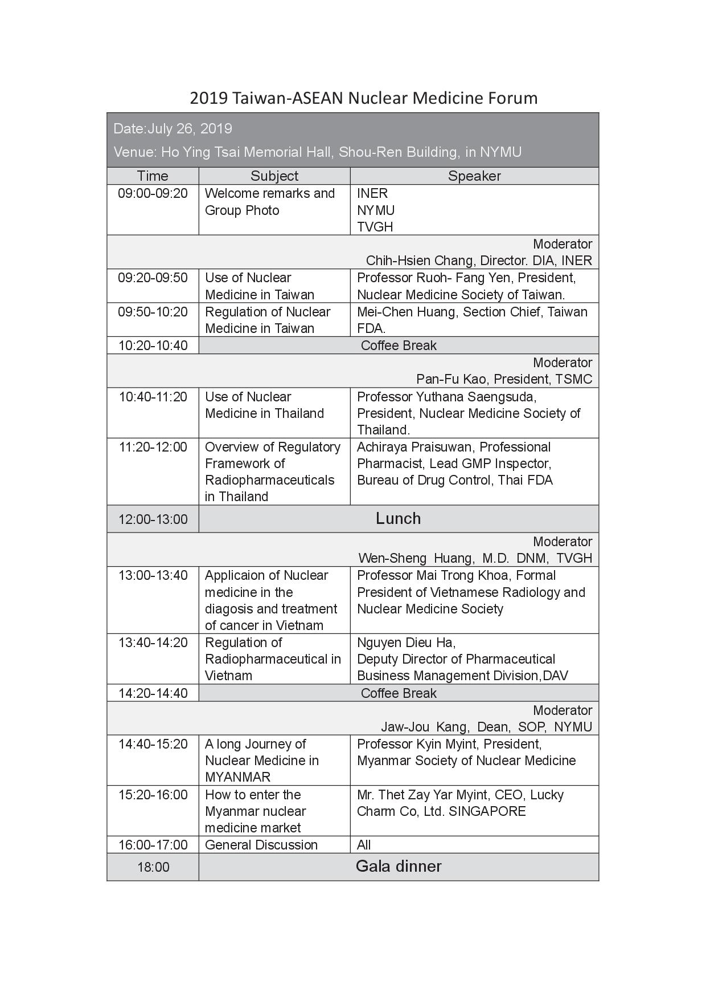 2019 Taiwan-ASEAN Nuclear Medicine Forum
Date:July 26, 2019
Venue: Ho Ying Tsai Memorial Hall, Shou-Ren Building, in NYMU
Time Subject Speaker
09:00-09:20 Welcome remarks and INER
Group Photo NYMU
TVGH
Moderator
Chih-Hsien Chang, Director. DIA, INER
09:20-09:50 Use of Nuclear Professor Ruoh- Fang Yen, President,
Medicine in Taiwan Nuclear Medicine Society of Taiwan.
09:50-10:20 Regulation of Nuclear Mei-Chen Huang, Section Chief, Taiwan
Medicine in Taiwan FDA.
10:20-10:40 Coffee Break
Moderator
Pan-Fu Kao, President, TSMC
10:40-11:20 Use of Nuclear Professor Yuthana Saengsuda,
Medicine in Thailand President, Nuclear Medicine Society of
Thailand.
11:20-12:00 Overview of Regulatory Achiraya Praisuwan, Professional
Framework of Pharmacist, Lead GMP Inspector,
Radiopharmaceuticals Bureau of Drug Control, Thai FDA
in Thailand
12:00-13:00 Lunch
Moderator
Wen-Sheng Huang, M.D. DNM, TVGH
13:00-13:40 Applicaion of Nuclear Professor Mai Trong Khoa, Formal
medicine in the President of Vietnamese Radiology and
diagosis and treatment Nuclear Medicine Society
of cancer in Vietnam
13:40-14:20 Regulation of Nguyen Dieu Ha,
Radiopharmaceutical in Deputy Director of Pharmaceutical
Vietnam Business Management Division,DAV
14:20-14:40 Coffee Break
Moderator
Jaw-Jou Kang, Dean, SOP, NYMU
14:40-15:20 A long Journey of Professor Kyin Myint, President,
Nuclear Medicine in Myanmar Society of Nuclear Medicine
MYANMAR
15:20-16:00 How to enter the Mr. Thet Zay Yar Myint, CEO, Lucky
Myanmar nuclear Charm Co, Ltd. SINGAPORE
medicine market
16:00-17:00 General Discussion All
18:00 Gala dinner